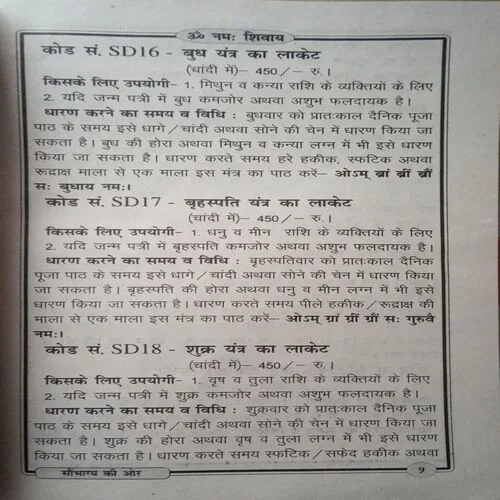 ॐ नमः शिवाय
कोड सं. SD16 - बुध यंत्र का लाकेट
(चांदी में)- 450/- रु.।
किसके लिए उपयोगी- 1. मिथुन व कन्या राशि के व्यक्तियों के लिए
2. यदि जन्म पत्री में बुध कमजोर अथवा अशुभ फलदायक है।
धारण करने का समय व विधि : बुधवार को प्रातःकाल दैनिक पूजा
पाठ के समय इसे धागे/चांदी अथवा सोने की चेन में धारण किया जा
सकता है। बुध की होरा अथवा मिथुन व कन्या लग्न में भी इसे धारण
किया जा सकता है। धारण करते समय हरे हकीक, स्फटिक अथवा
रूद्राक्ष माला से एक माला इस मंत्र का पाठ करें- ओ३म् ब्रां ब्रीं ब्रौं
सः बुधाय नमः।
कोड सं. SD17 - बृहस्पति यंत्र का लाकेट
(चांदी में)- 450/- रु.।
किसके लिए उपयोगी- 1. धनु व मीन राशि के व्यक्तियों के लिए
2. यदि जन्म पत्री में बृहस्पति कमजोर अथवा अशुभ फलदायक है।
धारण करने का समय व विधि : बृहस्पतिवार को प्रातःकाल दैनिक
पूजा पाठ के समय इसे धागे/चांदी अथवा सोने की चेन में धारण किया
जा सकता है। बृहस्पति की होरा अथवा धनु व मीन लग्न में भी इसे
धारण किया जा सकता है। धारण करते समय पीले हकीक/रूद्राक्ष की
माला से एक माला इस मंत्र का पाठ करें- ओ३म् ग्रां ग्रीं ग्रौं सः गुरुवै
नमः।
कोड सं. SD18 - शुक्र यंत्र का लाकेट
(चांदी में)- 450/- रु.।
किसके लिए उपयोगी- 1. वृष व तुला राशि के व्यक्तियों के लिए
2. यदि जन्म पत्री में शुक्र कमजोर अथवा अशुभ फलदायक है।
धारण करने का समय व विधि : शुक्रवार को प्रातःकाल दैनिक पूजा
पाठ के समय इसे धागे/चांदी अथवा सोने की चेन में धारण किया जा
सकता है। शुक्र की होरा अथवा वृष व तुला लग्न में भी इसे धारण
किया जा सकता है। धारण करते समय स्फटिक/सफेद हकीक अथवा
सौभाग्य की ओर 9